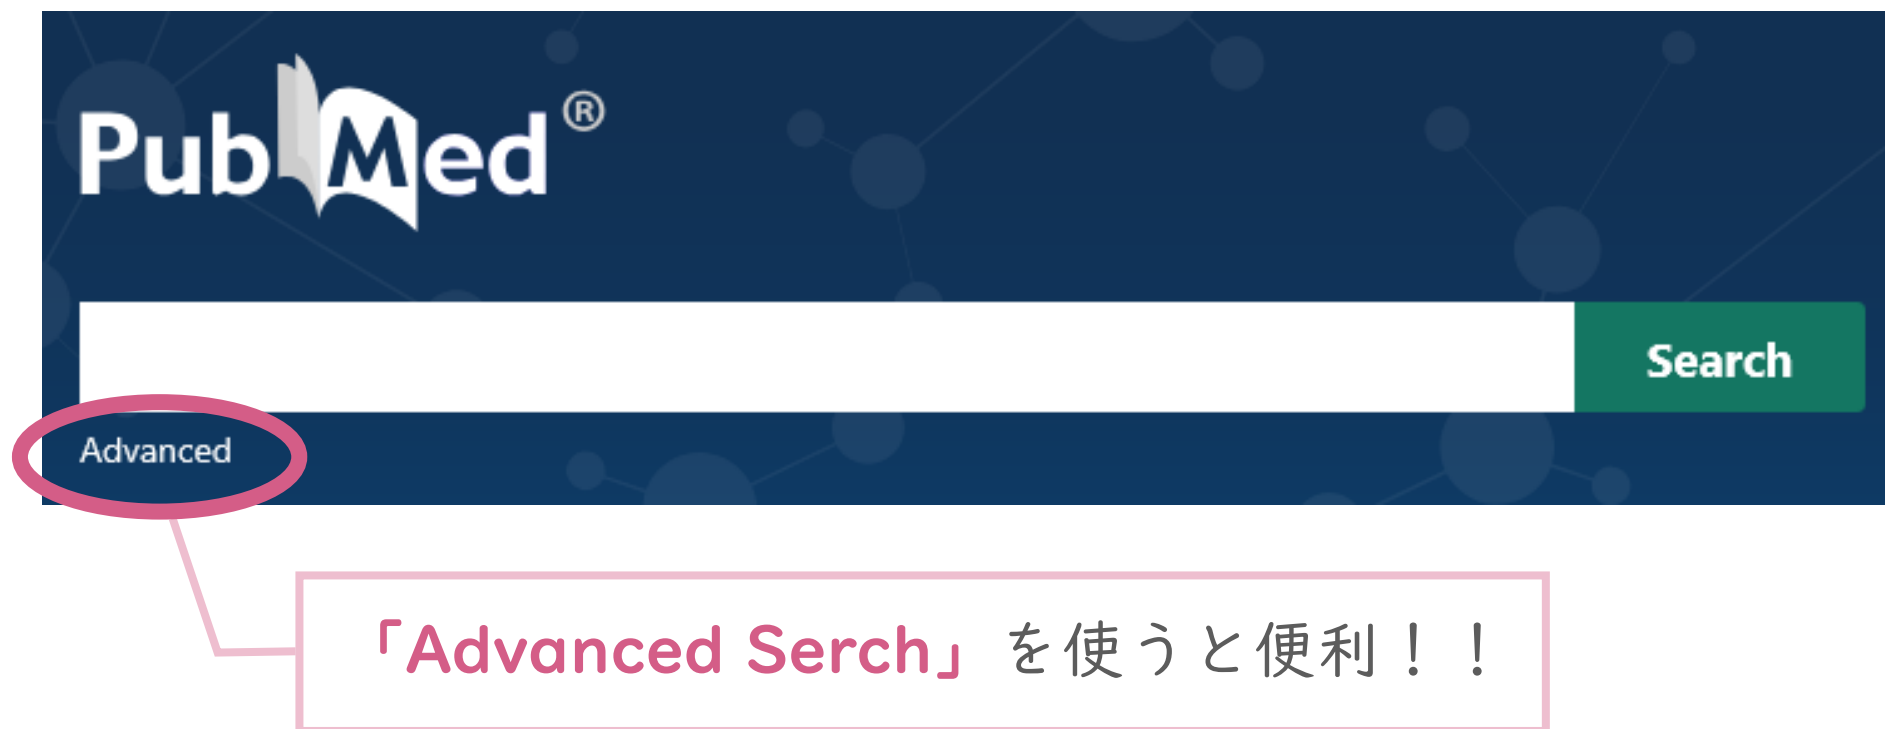 PubMed®
Search
Advanced
「Advanced Serch」を使うと便利！！